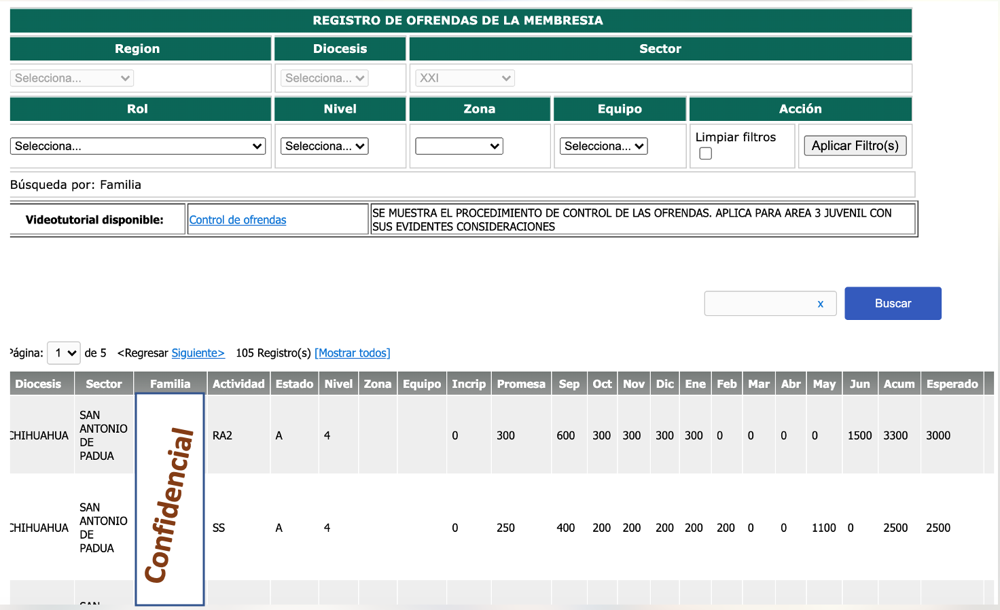 REGISTRO DE OFRENDAS DE LA MEMBRESIA
Region Diocesis Sector
Selecciona... Selecciona... XXI
Rol Nivel Zona Equipo Acción
Selecciona... Selecciona... Selecciona... Limpiar filtros Aplicar Filtro(s)
Búsqueda por: Familia
Videotutorial disponible: Control de ofrendas SE MUESTRA EL PROCEDIMIENTO DE CONTROL DE LAS OFRENDAS. APLICA PARA AREA 3 JUVENIL CON
SUS EVIDENTES CONSIDERACIONES
x Buscar
Página: 1 de 5 <Regresar Siguiente> 105 Registro(s) [Mostrar todos]
Diocesis Sector Familia Actividad Estado Nivel Zona Equipo Incrip Promesa Sep Oct Nov Dic Ene Feb Mar Abr May Jun Acum Esperado
CHIHUAHUA SAN ANTONIO DE PADUA RA2 A 4 0 300 600 300 300 300 300 0 0 0 0 1500 3300 3000
Confidencial
CHIHUAHUA SAN ANTONIO DE PADUA SS A 4 0 250 400 200 200 200 200 200 0 0 1100 0 2500 2500